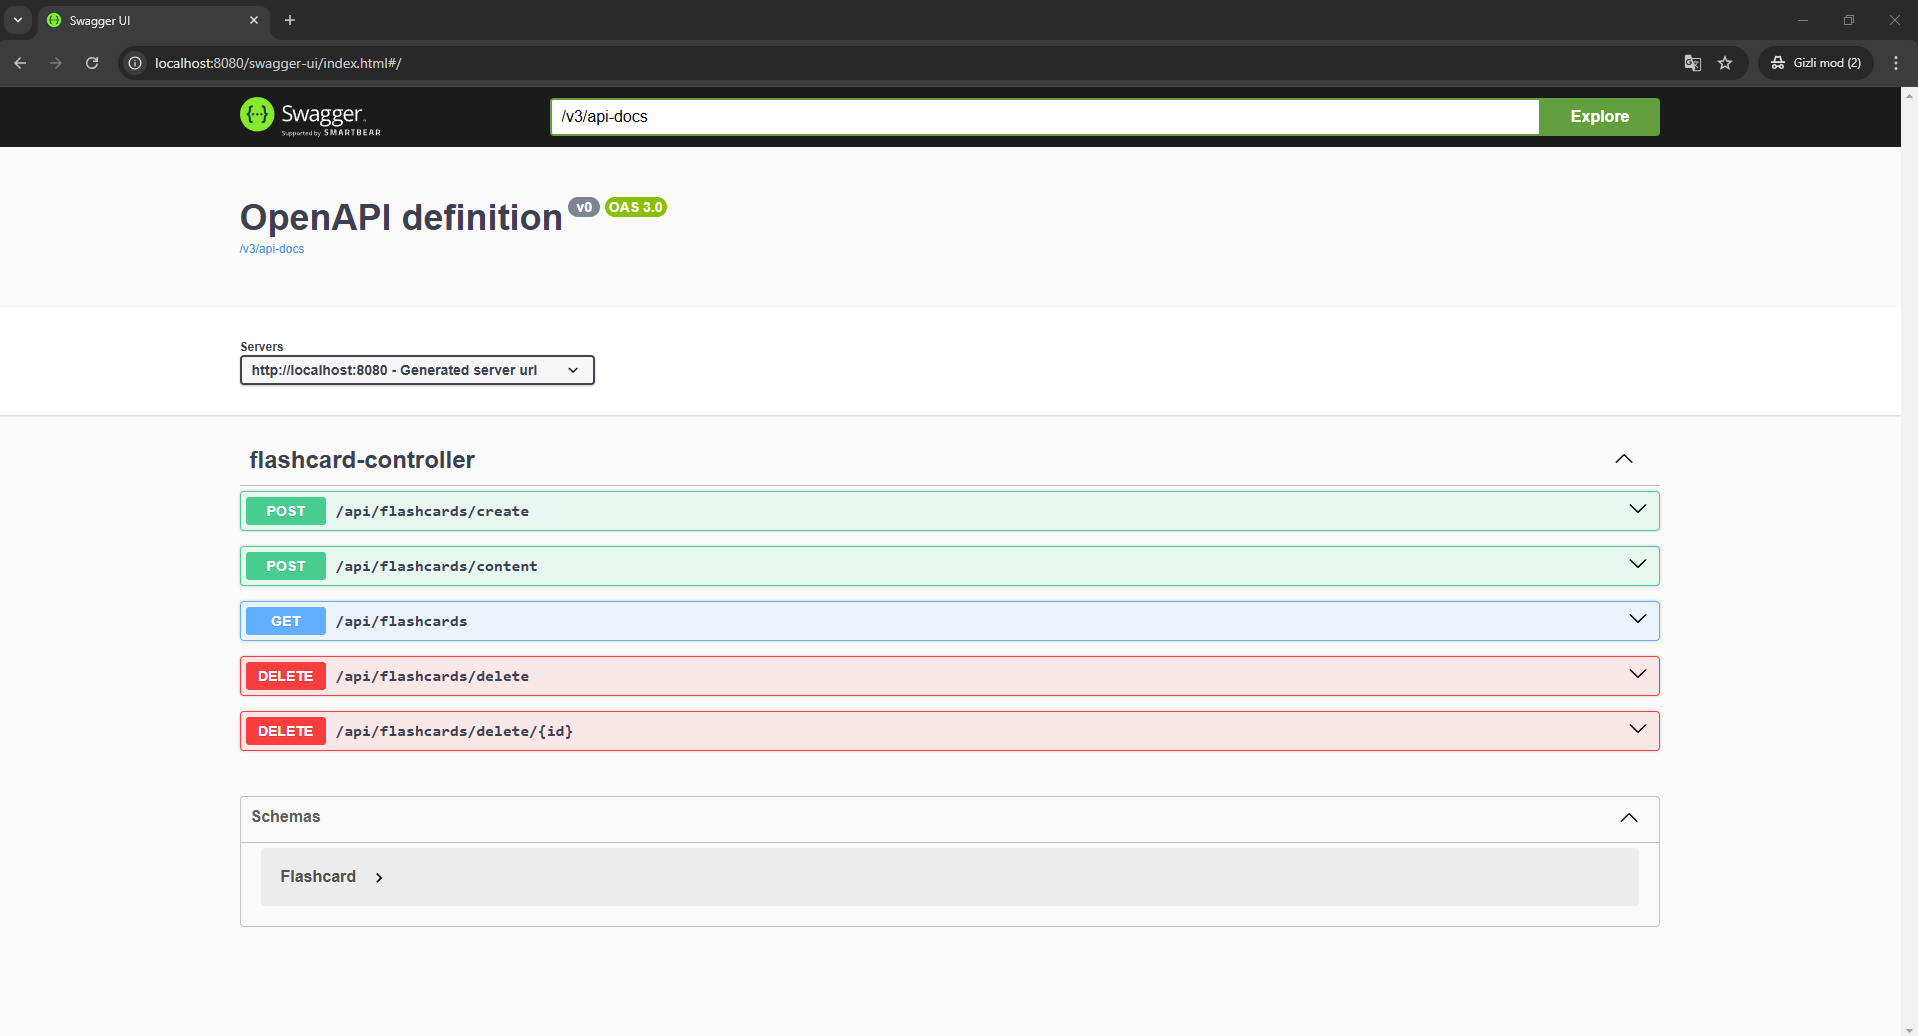 Swagger UI
localhost:8080/swagger-ui/index.html#/
Gizli mod (2)
Swagger
Supported by SMARTBEAR
/v3/api-docs
Explore
OpenAPI definition v0 OAS 3.0
/v3/api-docs
Servers
http://localhost:8080 - Generated server url
flashcard-controller
POST /api/flashcards/create
POST /api/flashcards/content
GET /api/flashcards
DELETE /api/flashcards/delete
DELETE /api/flashcards/delete/{id}
Schemas
Flashcard